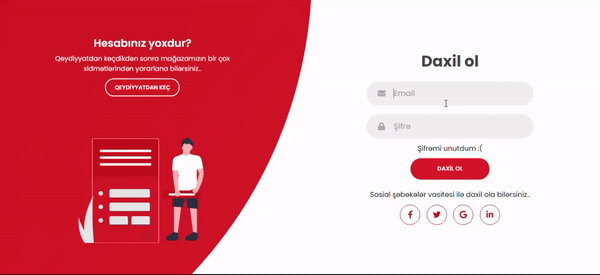 Hesabınız yoxdur?
Qeydiyyatdan keçdikdən sonra mağazamızın bir çox
xidmətlərindən yararlana bilərsiniz..
QEYDİYYATDAN KEÇ
Daxil ol
Email
Şifrə
Şifrəmi unutdum :(
DAXİL OL
Sosial şəbəkələr vasitəsi ilə daxil ola bilərsiniz..